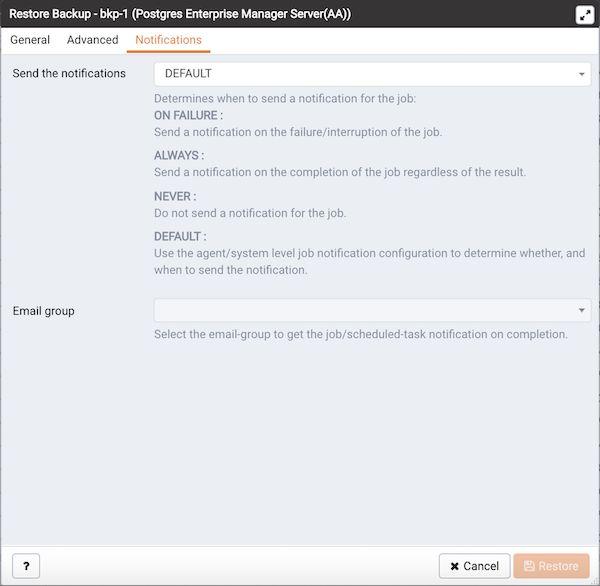 Restore Backup - bkp-1 (Postgres Enterprise Manager Server(AA))
General Advanced Notifications
Send the notifications DEFAULT
Determines when to send a notification for the job:
ON FAILURE :
Send a notification on the failure/interruption of the job.
ALWAYS :
Send a notification on the completion of the job regardless of the result.
NEVER :
Do not send a notification for the job.
DEFAULT :
Use the agent/system level job notification configuration to determine whether, and
when to send the notification.
Email group
Select the email-group to get the job/scheduled-task notification on completion.
? Cancel Restore